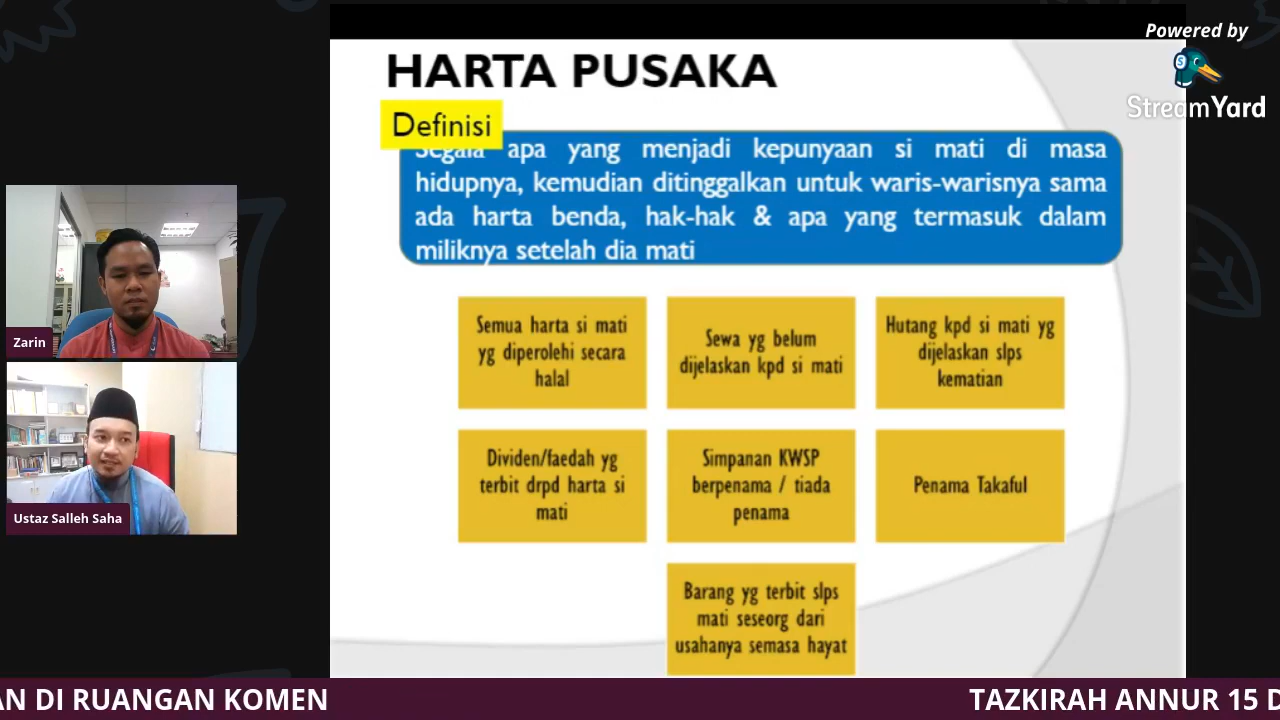 Powered by
StreamYard
HARTA PUSAKA
Definisi
Segala apa yang menjadi kepunyaan si mati di masa
hidupnya, kemudian ditinggalkan untuk waris-warisnya sama
ada harta benda, hak-hak & apa yang termasuk dalam
miliknya setelah dia mati
Semua harta si mati
yg diperolehi secara
halal
Sewa yg belum
dijelaskan kpd si mati
Hutang kpd si mati yg
dijelaskan slps
kematian
Dividen/faedah yg
terbit drpd harta si
mati
Simpanan KWSP
berpenama / tiada
penama
Penama Takaful
Barang yg terbit slps
mati seseorg dari
usahanya semasa hayat
Zarin
Ustaz Salleh Saha
AN DI RUANGAN KOMEN
TAZKIRAH ANNUR 15 D